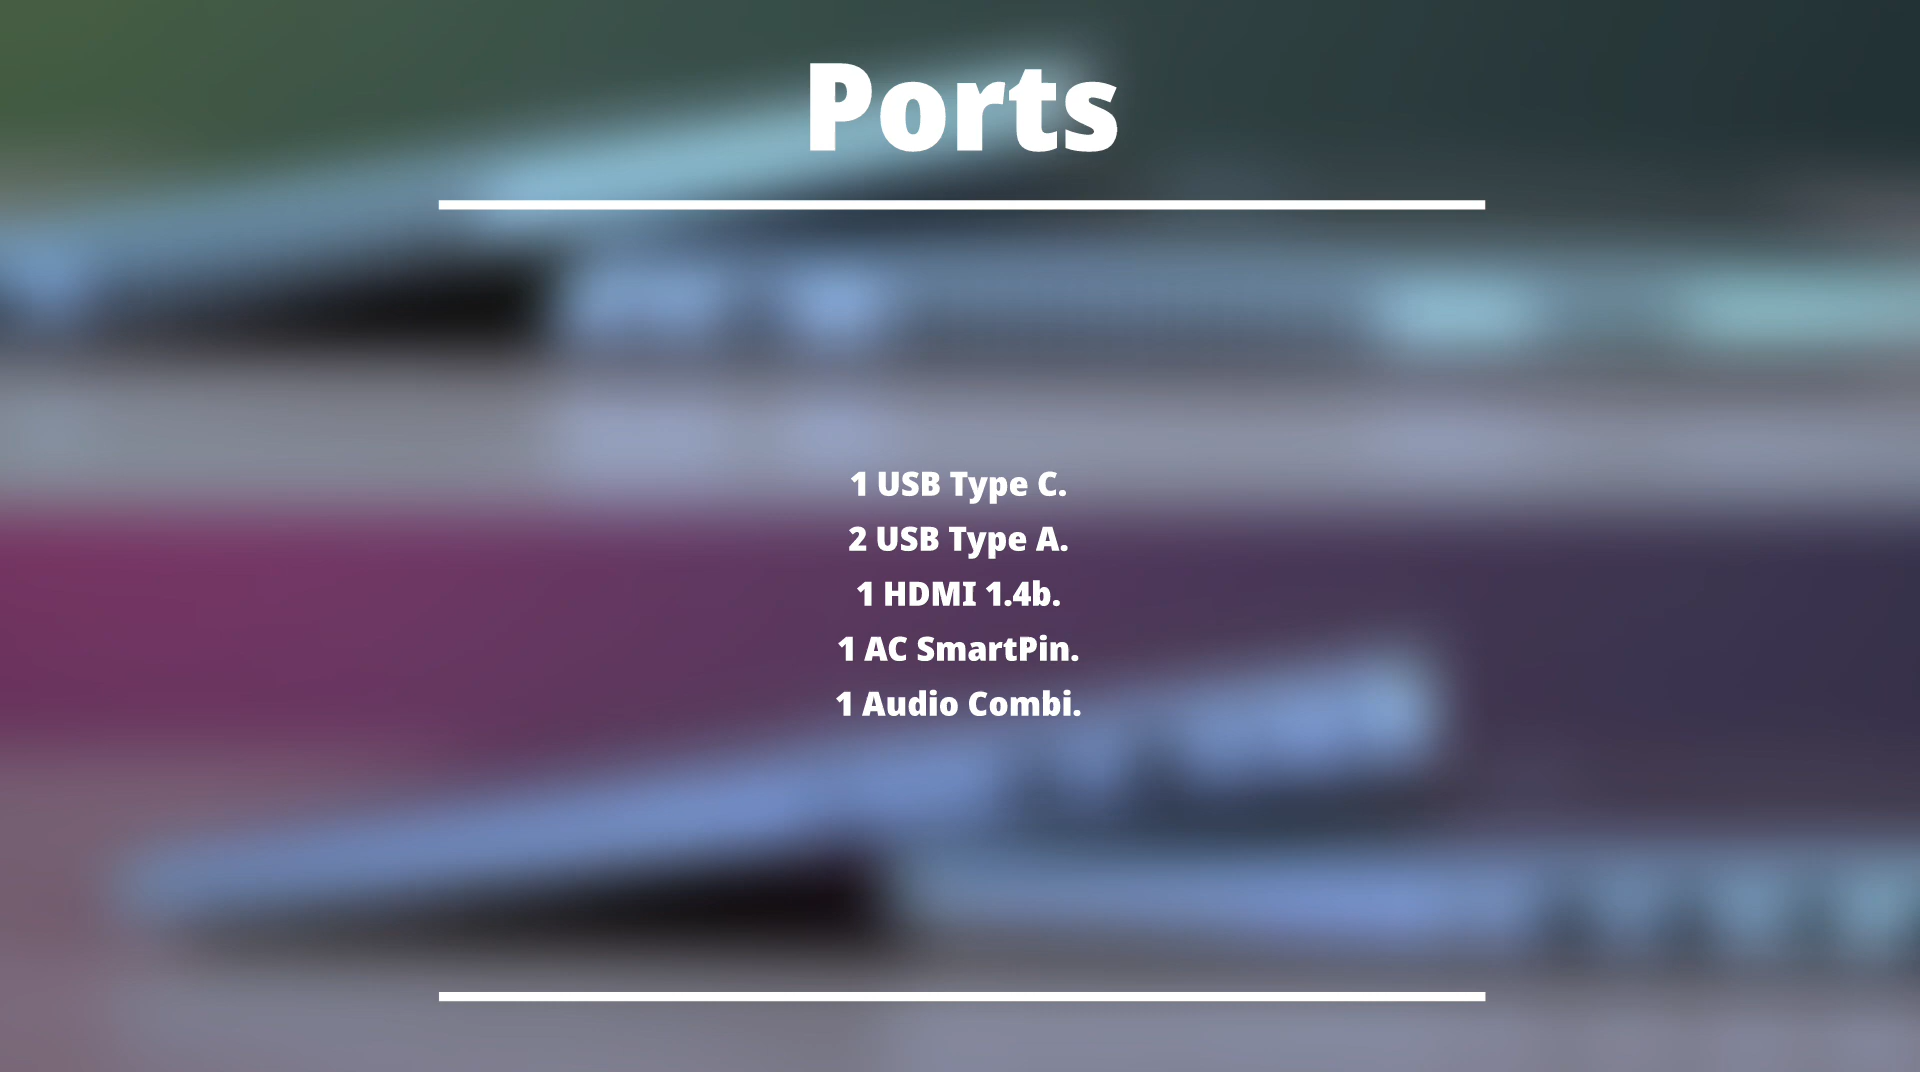 Ports
1 USB Type C.
2 USB Type A.
1 HDMI 1.4b.
1 AC SmartPin.
1 Audio Combi.